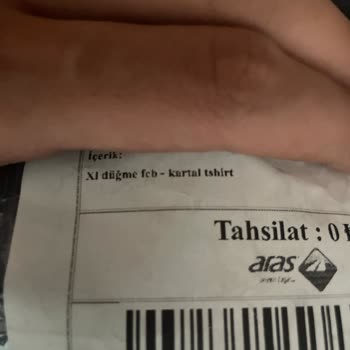 İçerik:
Xl düğme fcb - kartal tshirt
Tahsilat : 0 ₺
aras